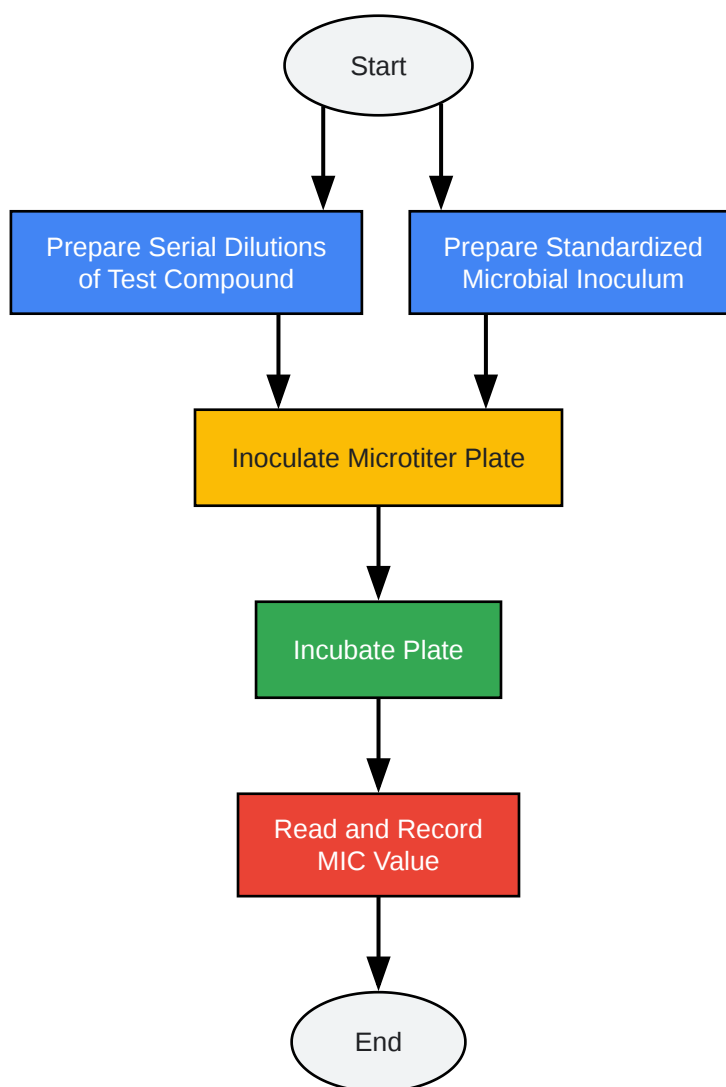 Start
Prepare Serial Dilutions
of Test Compound
Prepare Standardized
Microbial Inoculum
Inoculate Microtiter Plate
Incubate Plate
Read and Record
MIC Value
End